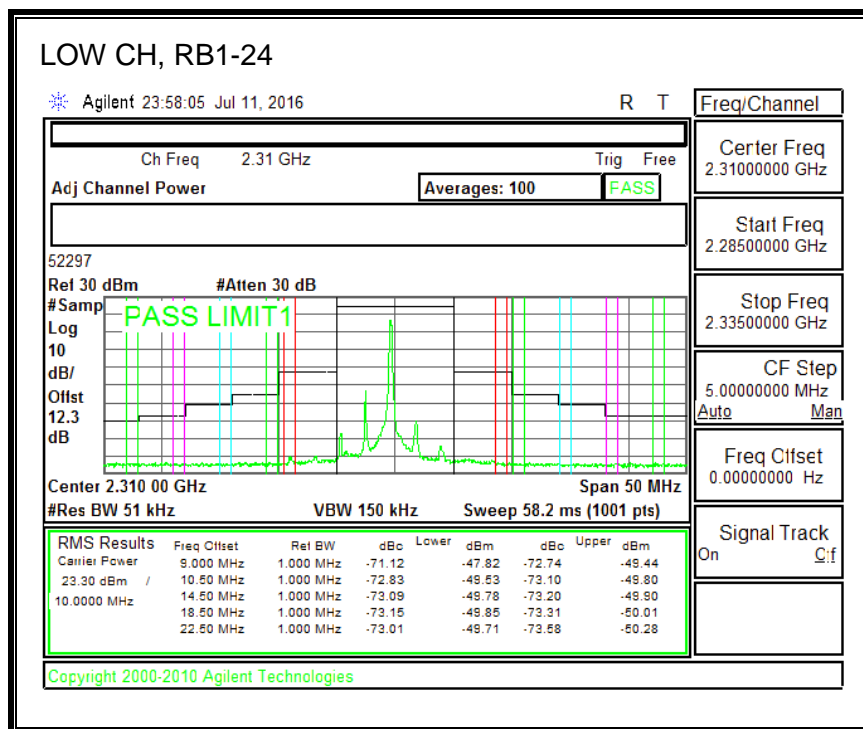 LOW CH, RB1-24
Agilent 23:58:05 Jul 11, 2016 R T
Freq/Channel
Ch Freq 2.31 GHz Trig Free
Adj Channel Power Averages: 100 PASS
Center Freq
2.31000000 GHz
Start Freq
2.28500000 GHz
Stop Freq
2.33500000 GHz
CF Step
5.00000000 MHz
Auto Man
Freq Offset
0.00000000 Hz
Signal Track
On Off
52297
Ref 30 dBm #Atten 30 dB
#Samp
Log
10
dB/
Offst
12.3
dB
PASS LIMIT1
Center 2.310 00 GHz Span 50 MHz
#Res BW 51 kHz VBW 150 kHz Sweep 58.2 ms (1001 pts)
RMS Results Freq Offset Ref BW dBc Lower dBm dBc Upper dBm
Carrier Power 9.000 MHz 1.000 MHz -71.12 -47.82 -72.74 -49.44
23.30 dBm / 10.50 MHz 1.000 MHz -72.83 -49.53 -73.10 -49.80
10.0000 MHz 14.50 MHz 1.000 MHz -73.09 -49.78 -73.20 -49.90
18.50 MHz 1.000 MHz -73.15 -49.85 -73.31 -50.01
22.50 MHz 1.000 MHz -73.01 -49.71 -73.58 -50.28
Copyright 2000-2010 Agilent Technologies